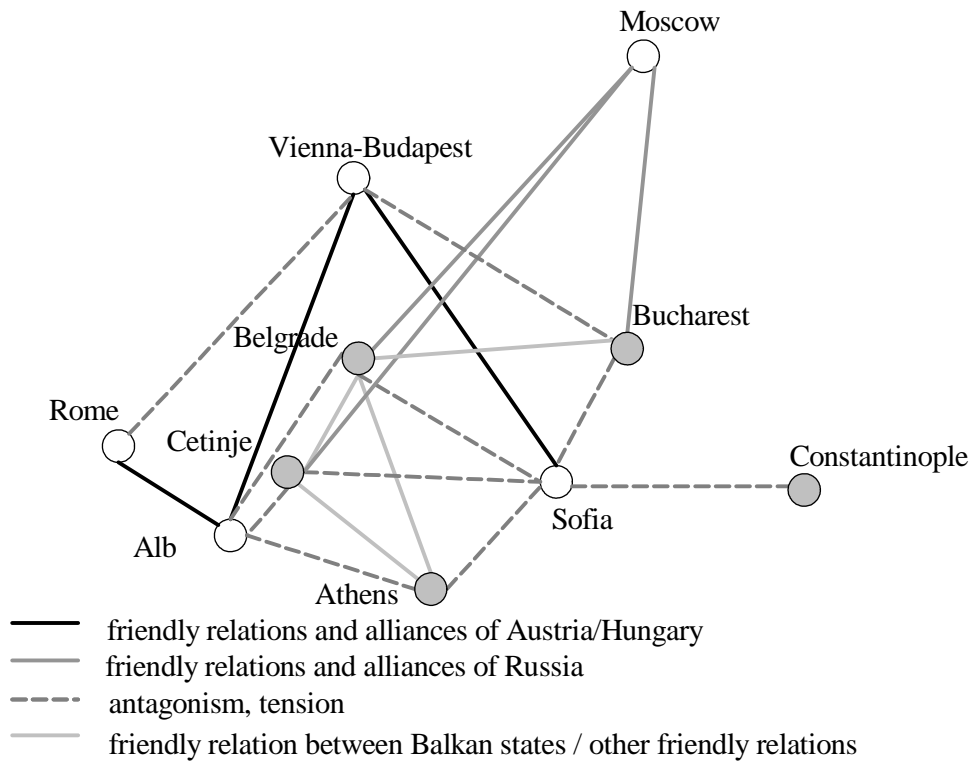 Moscow
Vienna-Budapest
Bucharest
Belgrade
Rome
Cetinje
Constantinople
Sofia
Alb
Athens
friendly relations and alliances of Austria/Hungary
friendly relations and alliances of Russia
antagonism, tension
friendly relation between Balkan states / other friendly relations